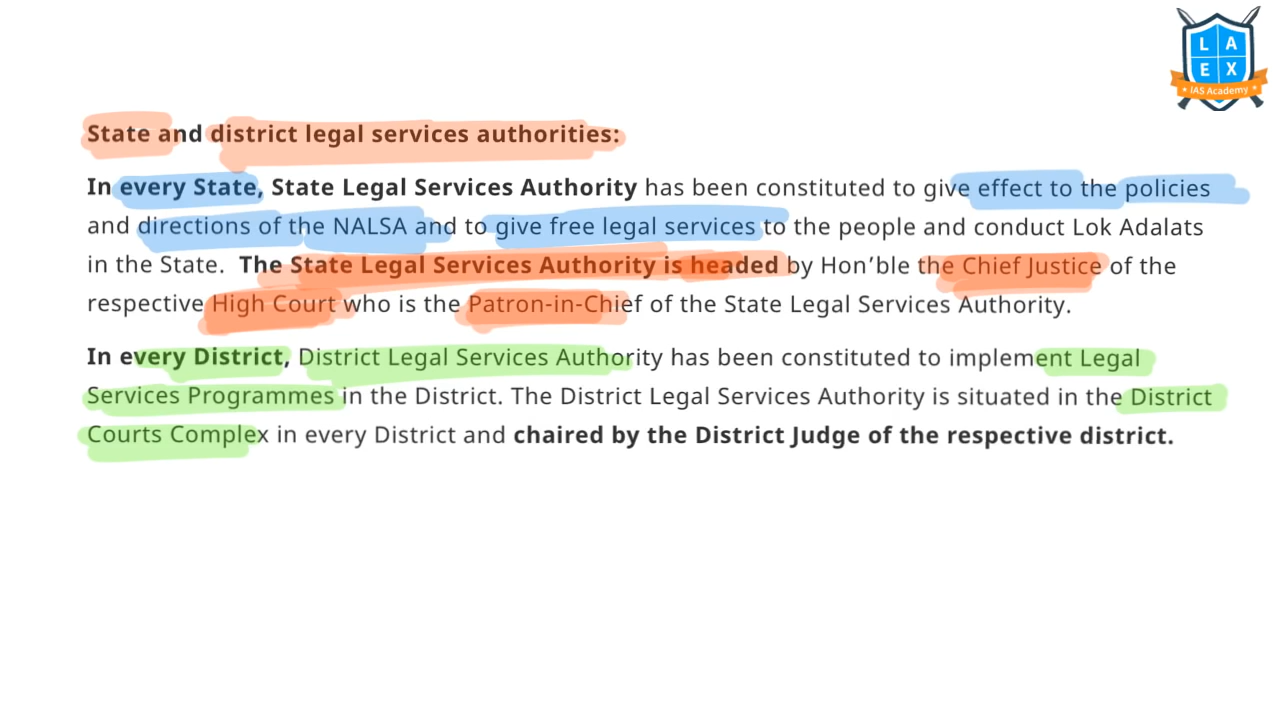 L A
E X
IAS Academy
State and district legal services authorities:
In every State, State Legal Services Authority has been constituted to give effect to the policies
and directions of the NALSA and to give free legal services to the people and conduct Lok Adalats
in the State. The State Legal Services Authority is headed by Hon’ble the Chief Justice of the
respective High Court who is the Patron-in-Chief of the State Legal Services Authority.
In every District, District Legal Services Authority has been constituted to implement Legal
Services Programmes in the District. The District Legal Services Authority is situated in the District
Courts Complex in every District and chaired by the District Judge of the respective district.